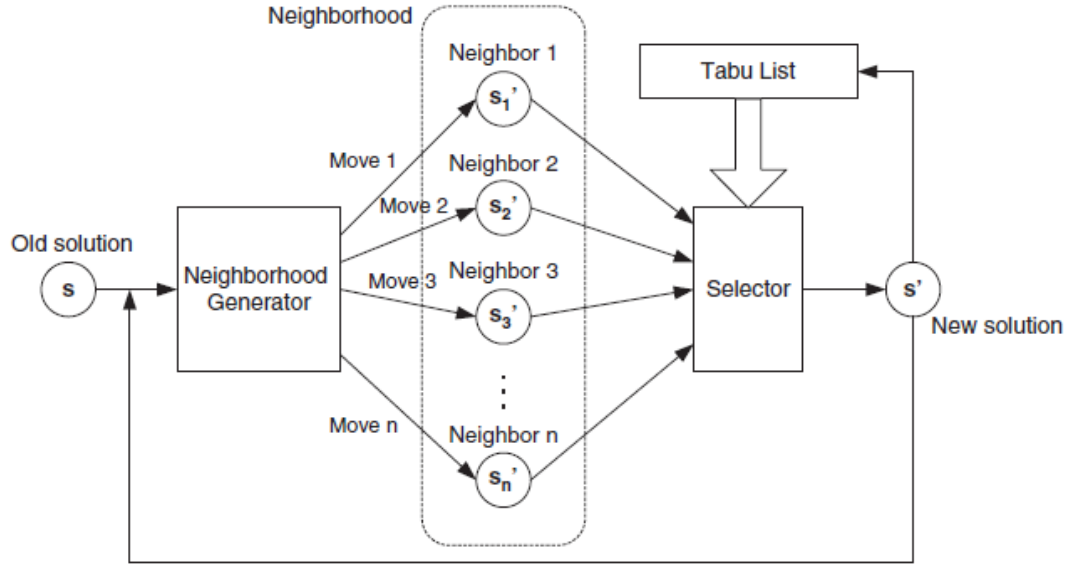 Neighborhood
Neighbor 1
s₁’
Tabu List
Move 1
Neighbor 2
Move 2
s₂’
Old solution
s
Neighborhood
Generator
Move 3
Neighbor 3
s₃’
Selector
s’
New solution
Move n
Neighbor n
sₙ’